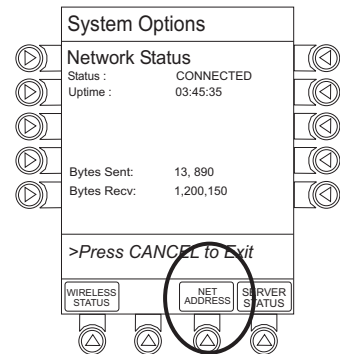 System Options
Network Status
Status : CONNECTED
Uptime : 03:45:35
Bytes Sent: 13, 890
Bytes Recv: 1,200,150
>Press CANCEL to Exit
WIRELESS STATUS
NET ADDRESS
SERVER STATUS